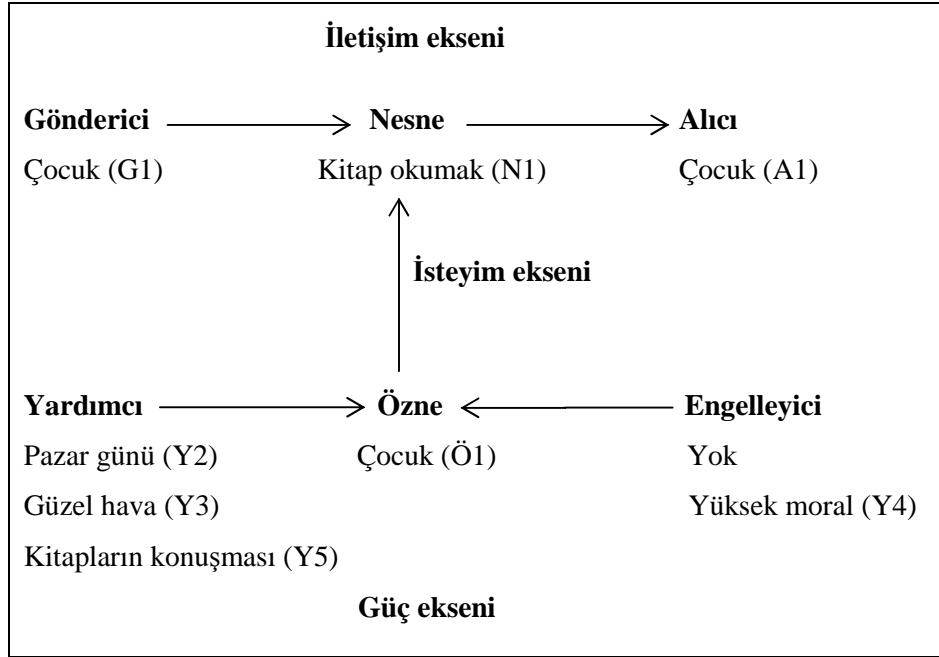 İletişim ekseni
Gönderici Nesne Alıcı
Çocuk (G1) Kitap okumak (N1) Çocuk (A1)
İsteyim ekseni
Yardımcı Özne Engelleyici
Pazar günü (Y2) Çocuk (Ö1) Yok
Güzel hava (Y3) Yüksek moral (Y4)
Kitapların konuşması (Y5)
Güç ekseni